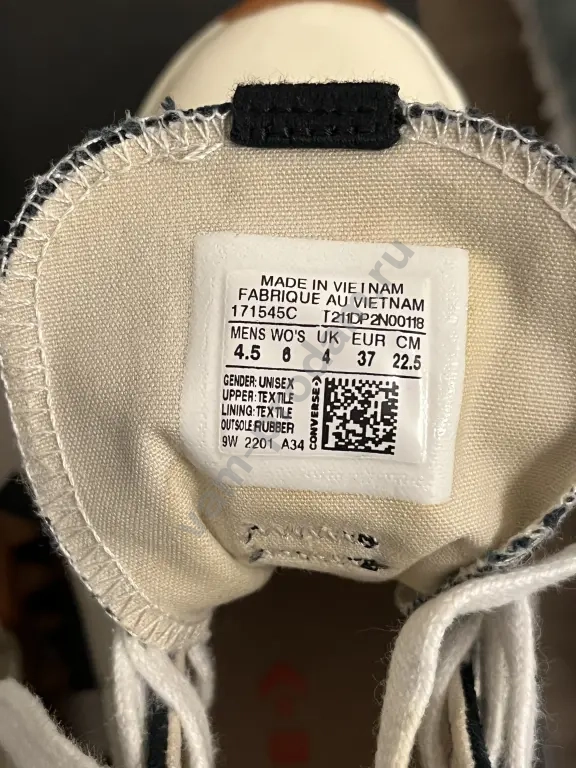 MADE IN VIETNAM
FABRIQUE AU VIETNAM
171545C T211DP2N00118
MENS WO'S UK EUR CM
4.5 6 4 37 22.5
GENDER: UNISEX
UPPER: TEXTILE
LINING: TEXTILE
OUTSOLE:RUBBER
9W 2201 A34
CONVERSE